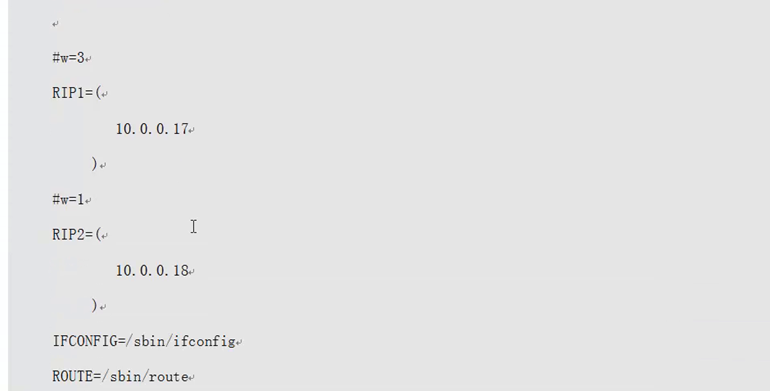 #w=3
RIP1=(
10.0.0.17
)
#w=1
RIP2=(
10.0.0.18
)
IFCONFIG=/sbin/ifconfig
ROUTE=/sbin/route